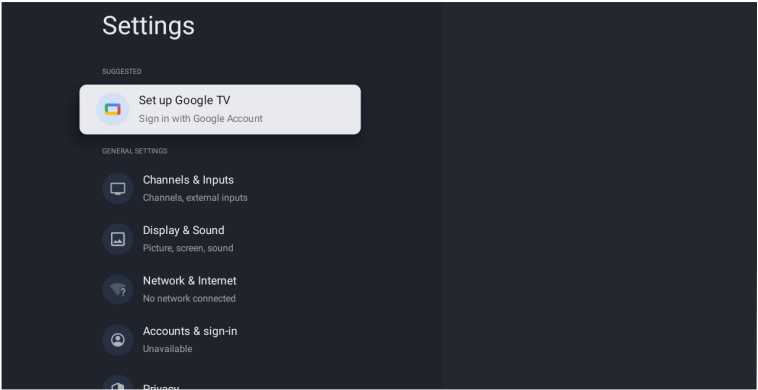 Settings
SUGGESTED
Set up Google TV
Sign in with Google Account
GENERAL SETTINGS
Channels & Inputs
Channels, external inputs
Display & Sound
Picture, screen, sound
Network & Internet
?
No network connected
Accounts & sign-in
Unavailable
Privacy